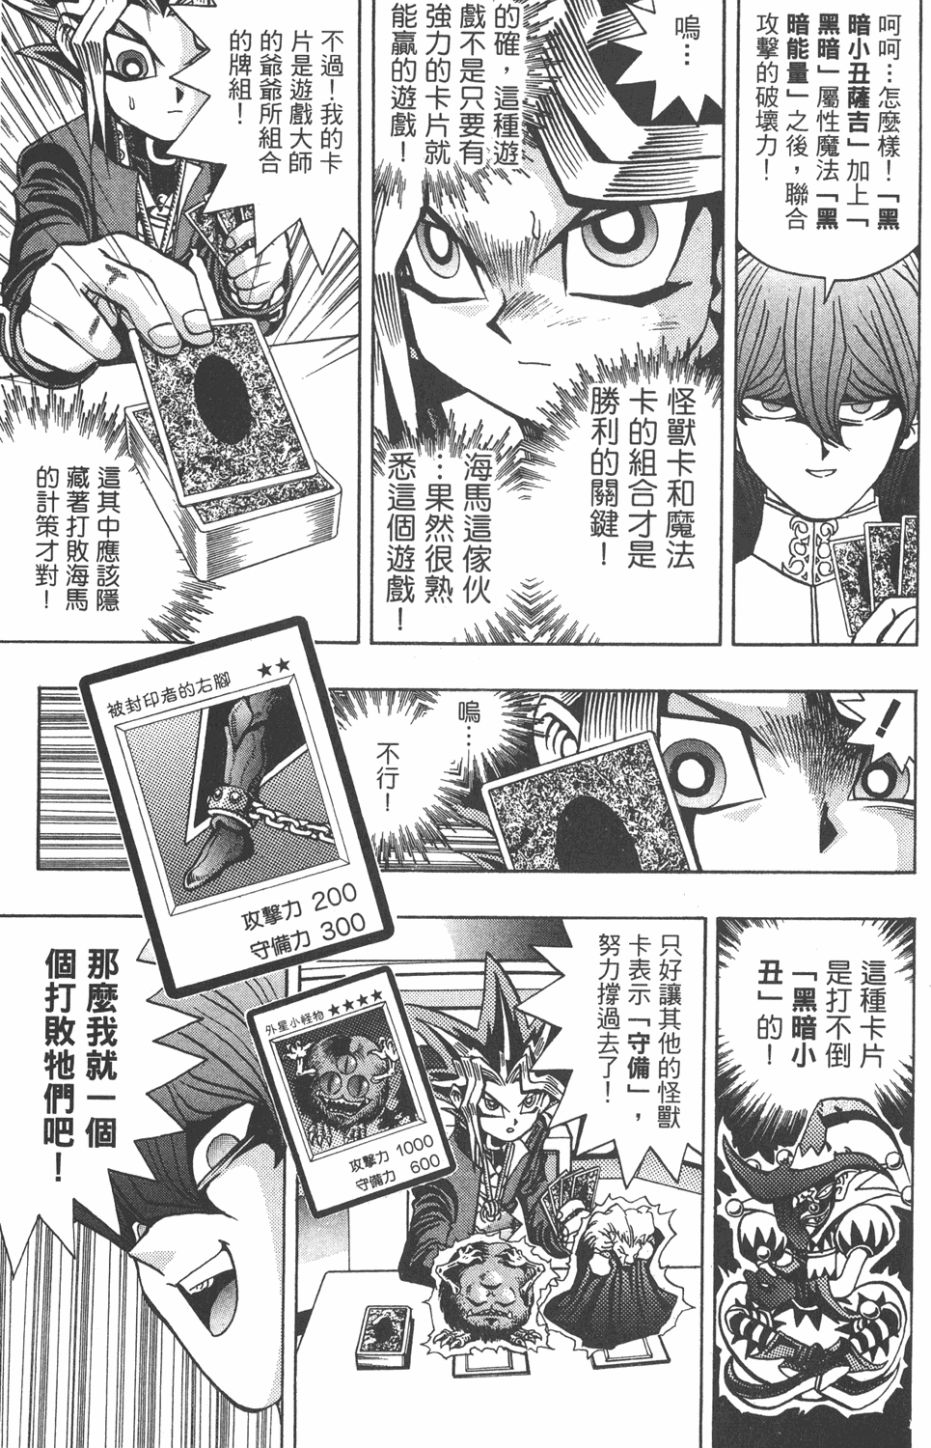 呵呵…怎麼樣！「黑
暗小丑薩吉」加上「
黑暗」屬性魔法「黑
暗能量」之後，聯合
攻擊的破壞力！
嗚…
的確，這種遊
戲不是只要有
強力的卡片就
能贏的遊戲！
怪獸卡和魔法
卡的組合才是
勝利的關鍵！
海馬這傢伙
…果然很熟
悉這個遊戲！
不過！我的卡
片是遊戲大師
的爺爺所組合
的牌組！
這其中應該隱
藏著打敗海馬
的計策才對！
！
嗚…
不行！
被封印者的右腳
★★
攻擊力 200
守備力 300
這種卡片
是打不倒
「黑暗小
丑」的！
只好讓其他的怪獸
卡表示「守備」，
努力撐過去了！
外星小怪物
★★★★
攻擊力 1000
守備力 600
那麼我就一個
個打敗牠們吧！